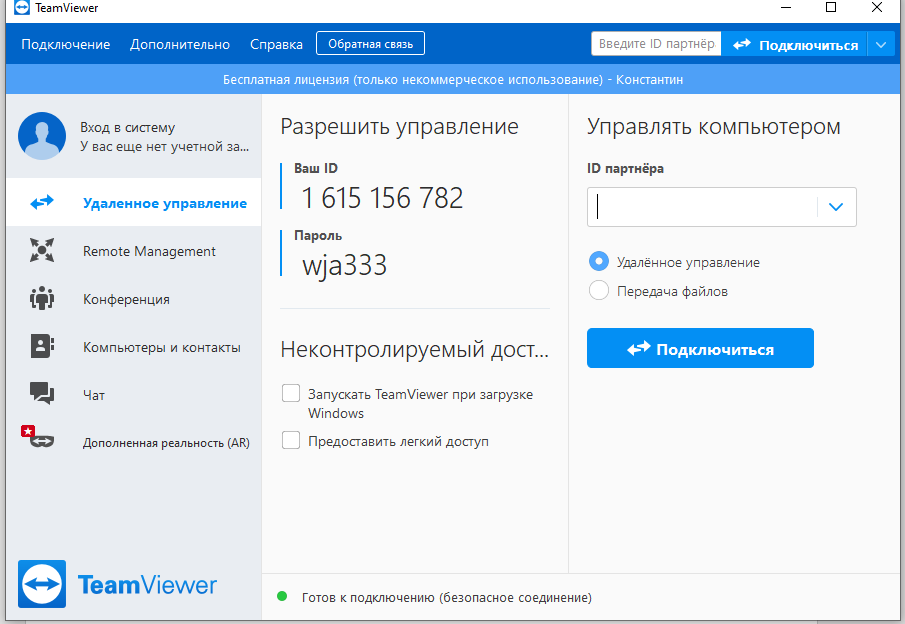 TeamViewer
Подключение Дополнительно Справка Обратная связь
Введите ID партнёр
Подключиться
Бесплатная лицензия (только некоммерческое использование) - Константин
Вход в систему
У вас еще нет учетной за...
Удаленное управление
Remote Management
Конференция
Компьютеры и контакты
Чат
Дополненная реальность (AR)
TeamViewer
Разрешить управление
Ваш ID
1 615 156 782
Пароль
wja333
Неконтролируемый дост...
Запускать TeamViewer при загрузке
Windows
Предоставить легкий доступ
Управлять компьютером
ID партнёра
Удалённое управление
Передача файлов
Подключиться
Готов к подключению (безопасное соединение)